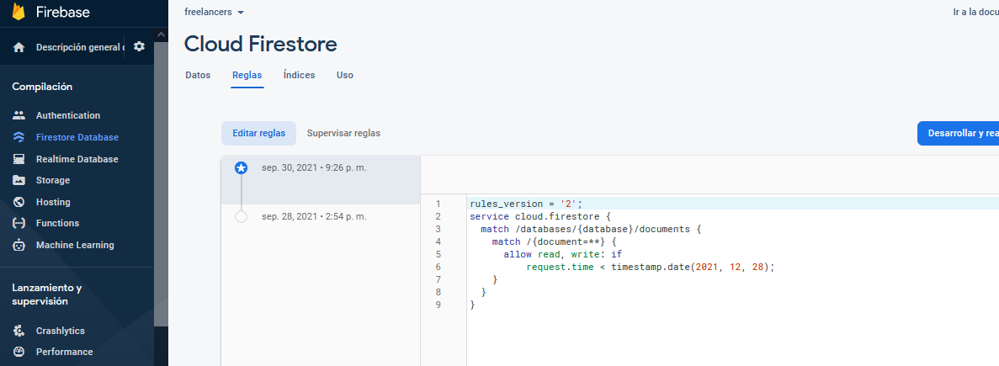 Firebase
Descripción general d
Compilación
Authentication
Firestore Database
Realtime Database
Storage
Hosting
Functions
Machine Learning
Lanzamiento y
supervisión
Crashlytics
Performance
freelancers
Ir a la docu
Cloud Firestore
Datos Reglas Índices Uso
Editar reglas Supervisar reglas
Desarrollar y rea
sep. 30, 2021 • 9:26 p. m.
sep. 28, 2021 • 2:54 p. m.
1 rules_version = '2';
2 service cloud.firestore {
3 match /databases/{database}/documents {
4 match /{document=**} {
5 allow read, write: if
6 request.time < timestamp.date(2021, 12, 28);
7 }
8 }
9 }